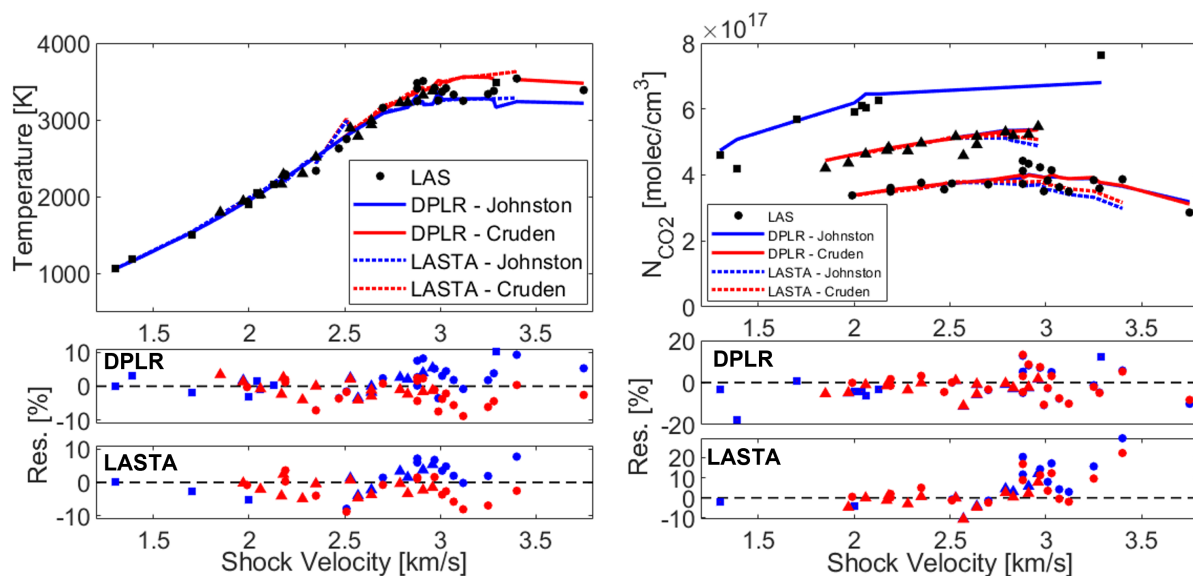 4000
3000
2000
1000
Temperature [K]
LAS
DPLR - Johnston
DPLR - Cruden
LASTA - Johnston
LASTA - Cruden
1.5 2 2.5 3 3.5
10
0
-10
DPLR
10
0
-10
LASTA
Res. [%]
1.5 2 2.5 3 3.5
Shock Velocity [km/s]
8 ×10^17
6
4
2
0
N_CO2 [molec/cm^3]
LAS
DPLR - Johnston
DPLR - Cruden
LASTA - Johnston
LASTA - Cruden
1.5 2 2.5 3 3.5
20
0
-20
DPLR
20
10
0
-10
LASTA
Res. [%]
1.5 2 2.5 3 3.5
Shock Velocity [km/s]